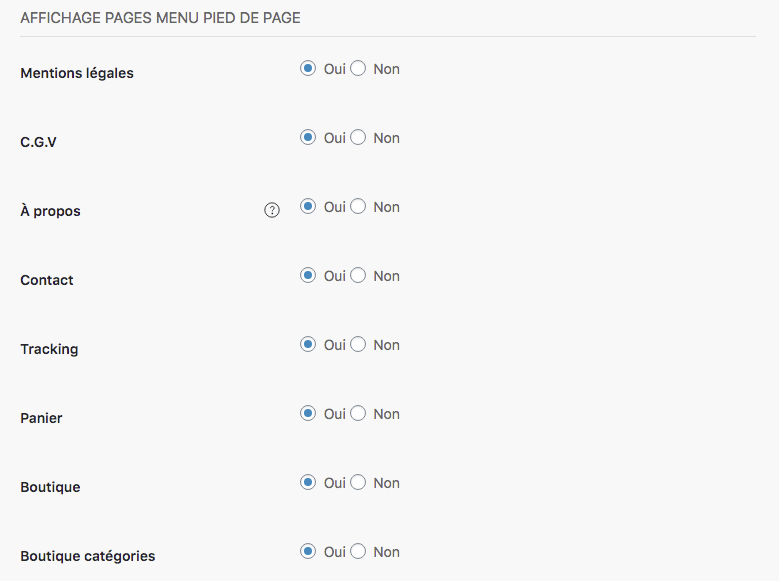 AFFICHAGE PAGES MENU PIED DE PAGE
Mentions légales Oui Non
C.G.V Oui Non
À propos ? Oui Non
Contact Oui Non
Tracking Oui Non
Panier Oui Non
Boutique Oui Non
Boutique catégories Oui Non